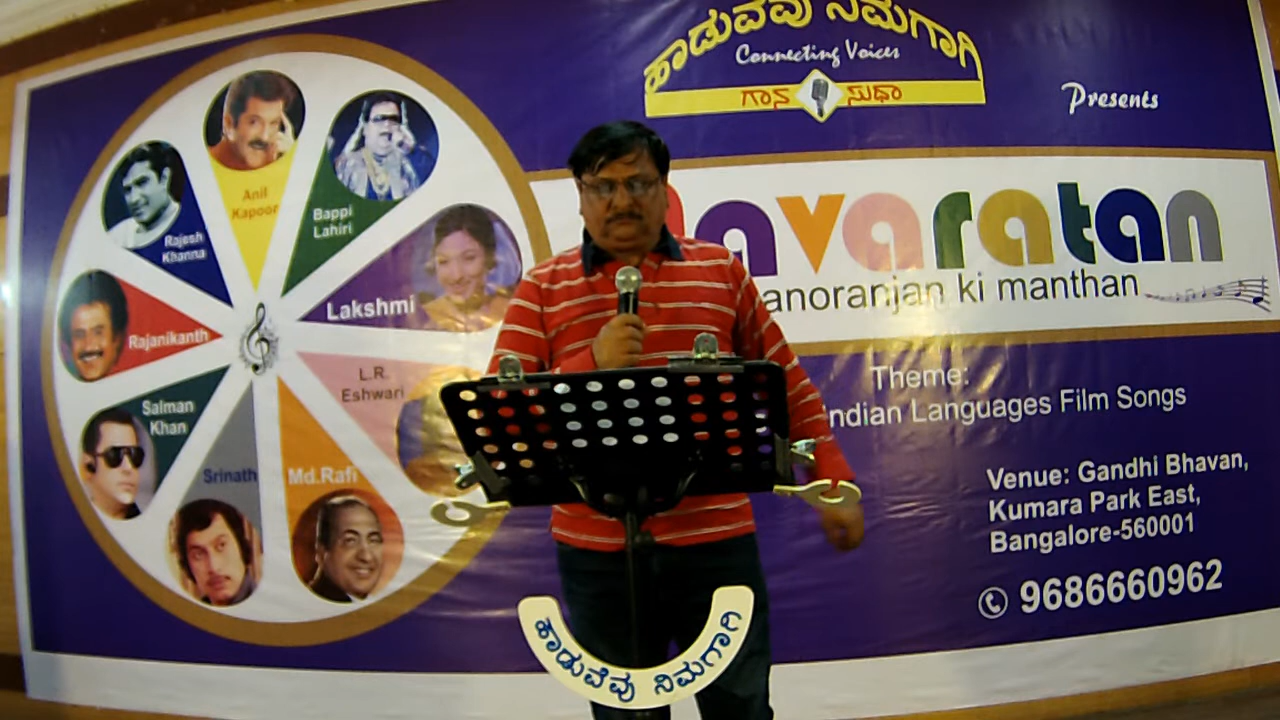 ಹಾಡುವೆವು ನಿಮಗಾಗಿ
Connecting Voices
ಗಾನ ಸುಧಾ
Presents
avaratan
anoranjan ki manthan
Theme:
ndian Languages Film Songs
Venue: Gandhi Bhavan,
Kumara Park East,
Bangalore-560001
9686660962
Anil
Kapoor
Bappi
Lahiri
Lakshmi
L.R.
Eshwari
Md.Rafi
Srinath
Salman
Khan
Rajanikanth
Rajesh
Khanna
ಹಾಡುವೆವು ನಿಮಗಾಗಿ